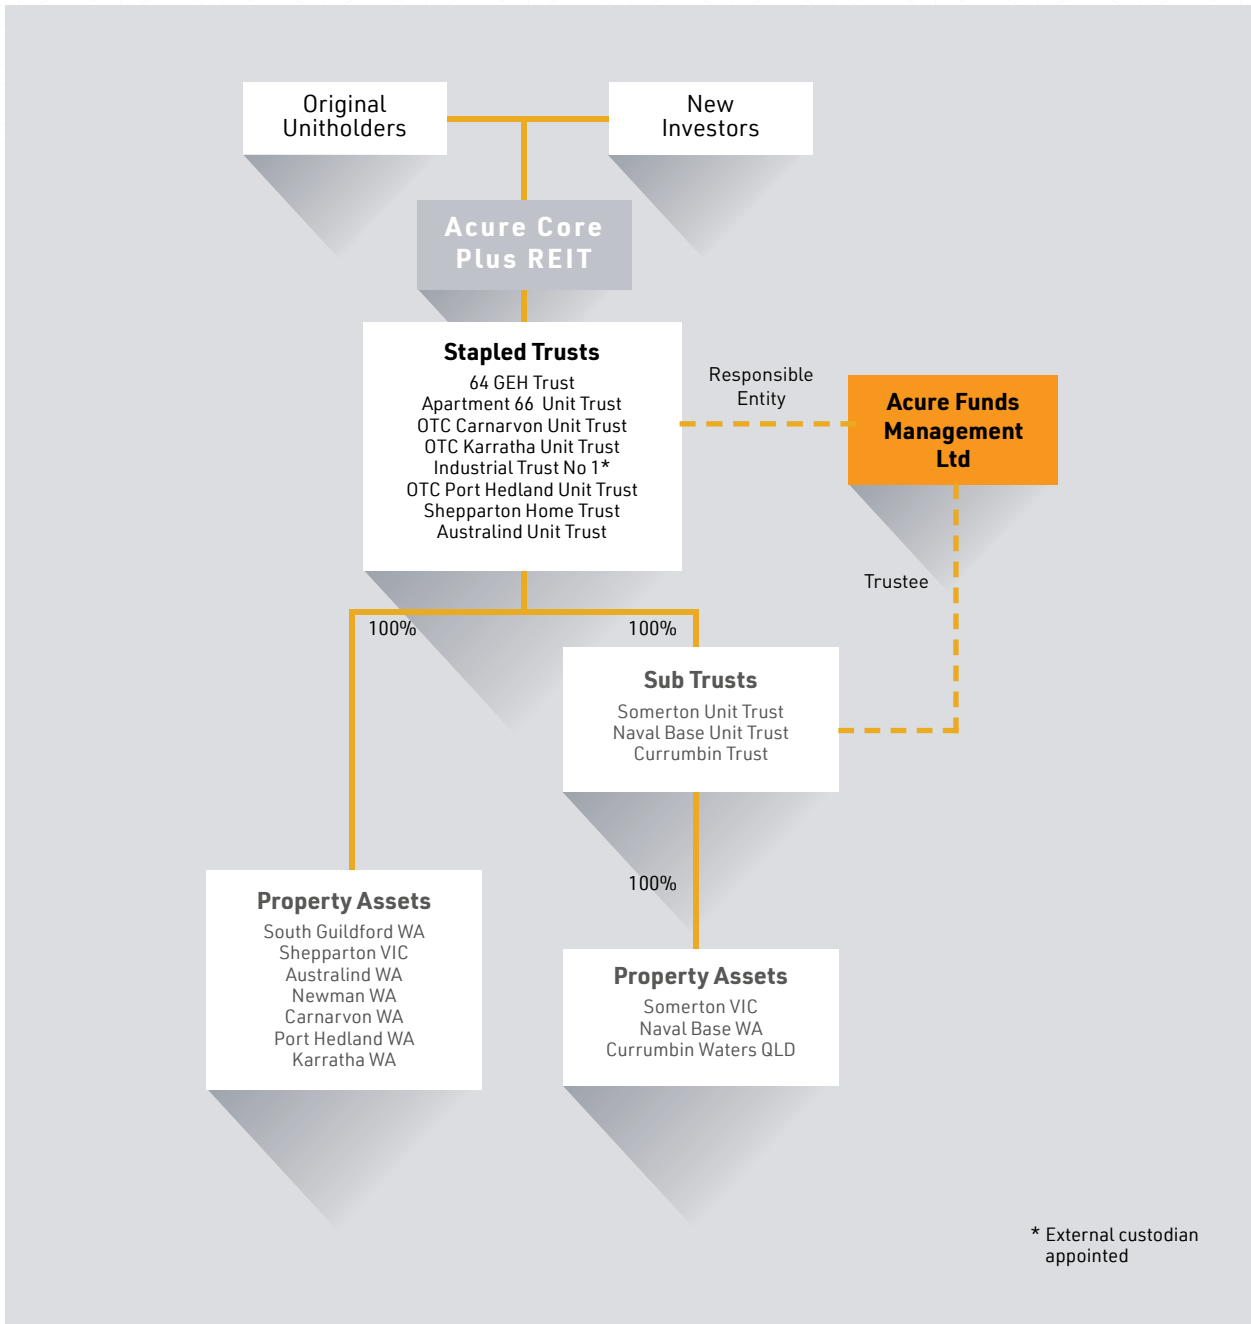 Original
Unitholders
New
Investors
Acure Core
Plus REIT
Stapled Trusts
64 GEH Trust
Apartment 66 Unit Trust
OTC Carnarvon Unit Trust
OTC Karratha Unit Trust
Industrial Trust No 1*
OTC Port Hedland Unit Trust
Shepparton Home Trust
Australind Unit Trust
Responsible
Entity
Acure Funds
Management
Ltd
Trustee
100%
100%
Sub Trusts
Somerton Unit Trust
Naval Base Unit Trust
Currumbin Trust
100%
Property Assets
South Guildford WA
Shepparton VIC
Australind WA
Newman WA
Carnarvon WA
Port Hedland WA
Karratha WA
Property Assets
Somerton VIC
Naval Base WA
Currumbin Waters QLD
* External custodian
appointed